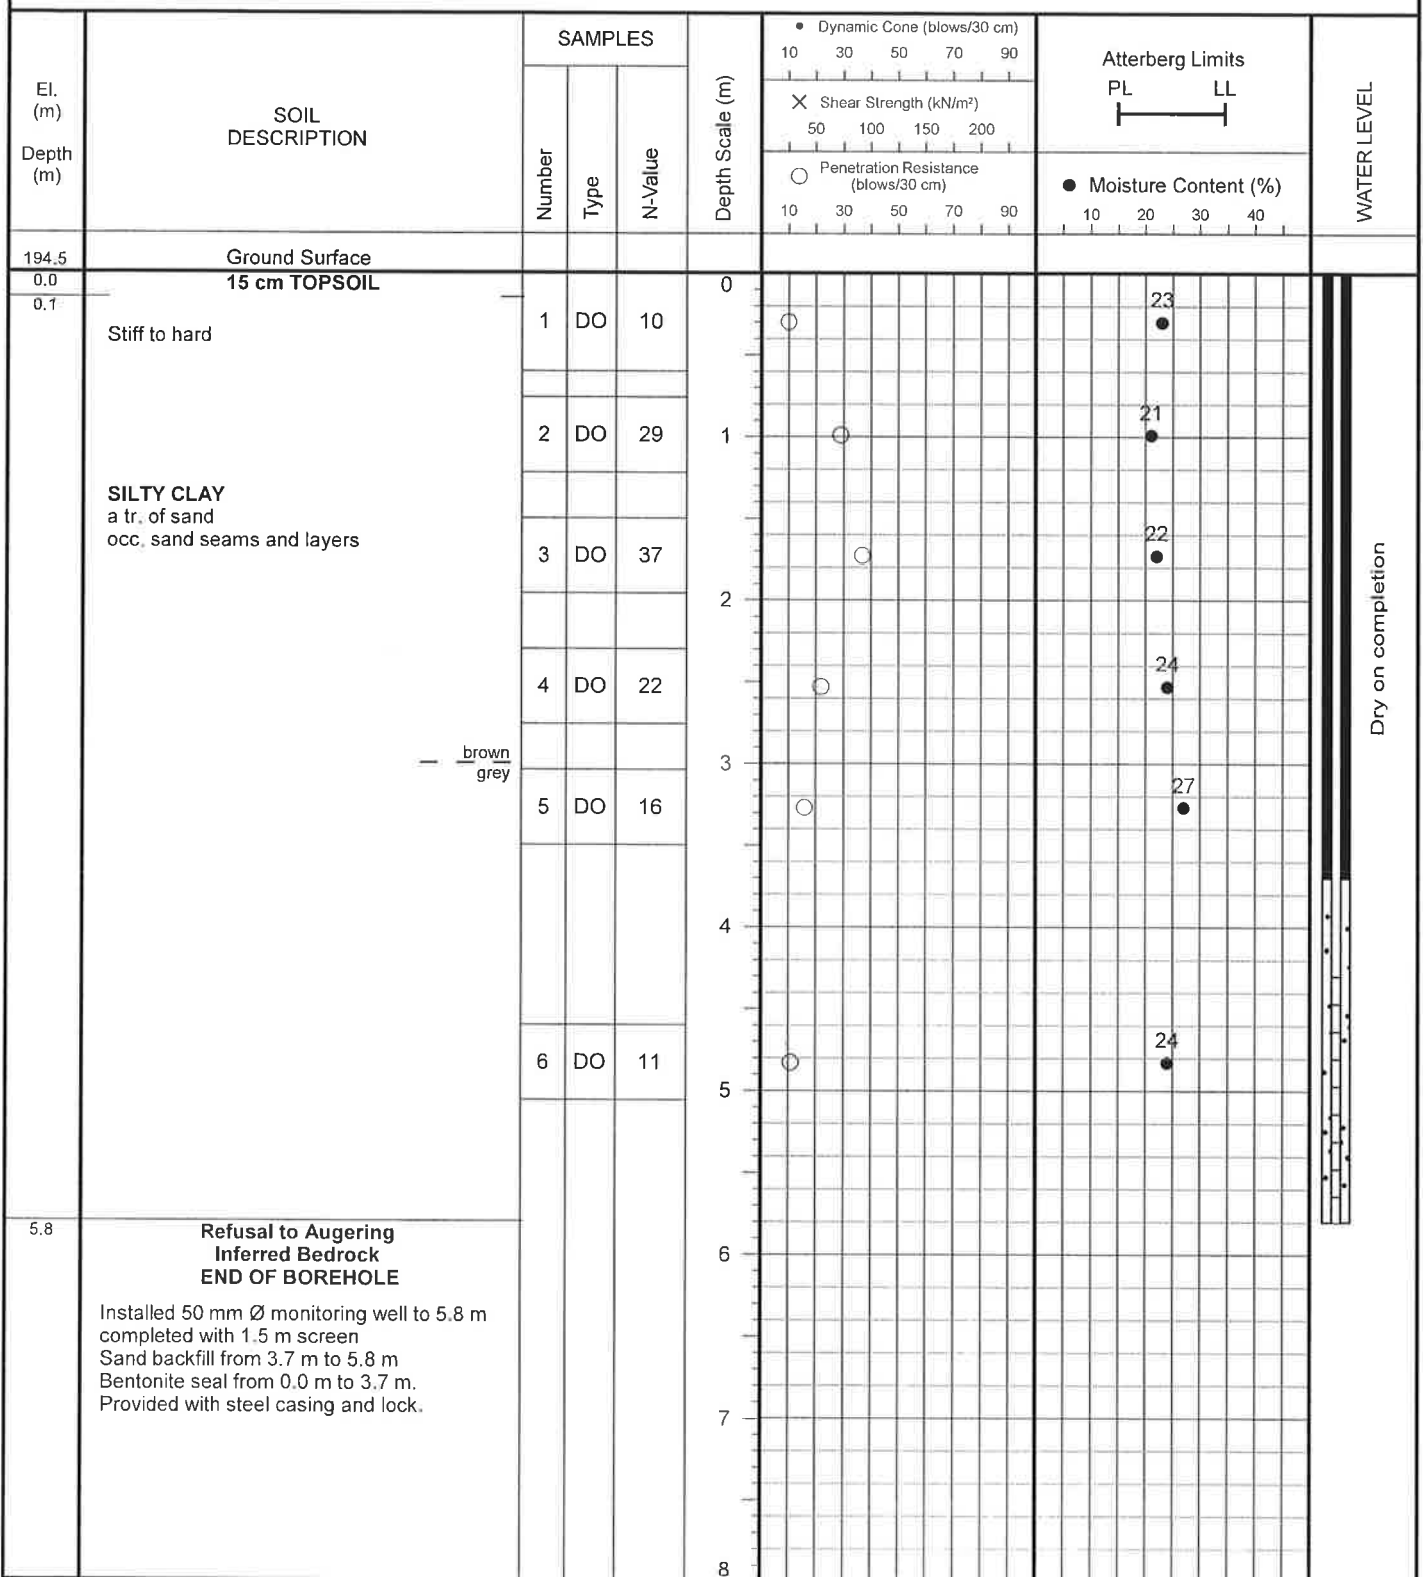 El.
(m)
Depth
(m)
SOIL
DESCRIPTION
SAMPLES
Number
Type
N-Value
Depth Scale (m)
Dynamic Cone (blows/30 cm)
10 30 50 70 90
Shear Strength (kN/m²)
50 100 150 200
Penetration Resistance
(blows/30 cm)
10 30 50 70 90
Atterberg Limits
PL LL
Moisture Content (%)
10 20 30 40
WATER LEVEL
194.5 Ground Surface
0.0 15 cm TOPSOIL 0
0.1
Stiff to hard
1 DO 10 23
2 DO 29 1 21
SILTY CLAY
a tr. of sand
occ. sand seams and layers
3 DO 37 22
2
4 DO 22 24
brown
grey
3
5 DO 16 27
4
6 DO 11 24
5
Dry on completion
5.8 Refusal to Augering
Inferred Bedrock
END OF BOREHOLE
6
Installed 50 mm Ø monitoring well to 5.8 m
completed with 1.5 m screen
Sand backfill from 3.7 m to 5.8 m
Bentonite seal from 0.0 m to 3.7 m.
Provided with steel casing and lock.
7
8